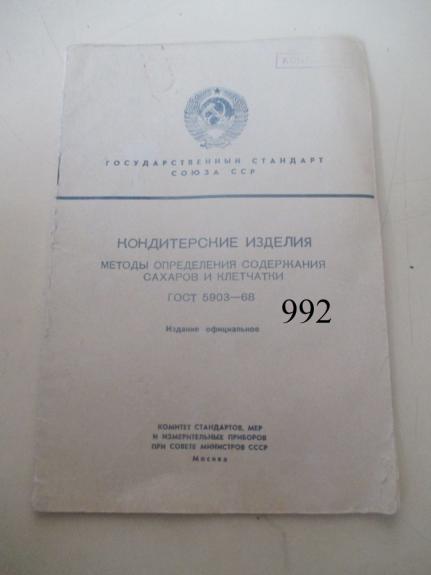 ГОСУДАРСТВЕННЫЙ СТАНДАРТ
СОЮЗА ССР
КОНДИТЕРСКИЕ ИЗДЕЛИЯ
МЕТОДЫ ОПРЕДЕЛЕНИЯ СОДЕРЖАНИЯ
САХАРОВ И КЛЕТЧАТКИ
ГОСТ 5903—68
992
Издание официальное
КОМИТЕТ СТАНДАРТОВ, МЕР
И ИЗМЕРИТЕЛЬНЫХ ПРИБОРОВ
ПРИ СОВЕТЕ МИНИСТРОВ СССР
Москва